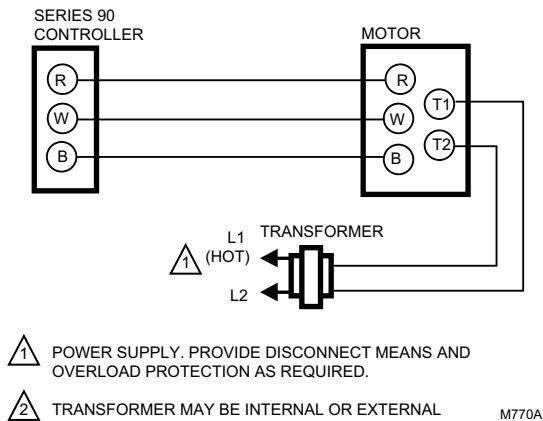 SERIES 90
CONTROLLER
MOTOR
R
R
T1
W
W
T2
B
B
TRANSFORMER
L1
(HOT)
1
L2
1 POWER SUPPLY. PROVIDE DISCONNECT MEANS AND
OVERLOAD PROTECTION AS REQUIRED.
2 TRANSFORMER MAY BE INTERNAL OR EXTERNAL
M770A